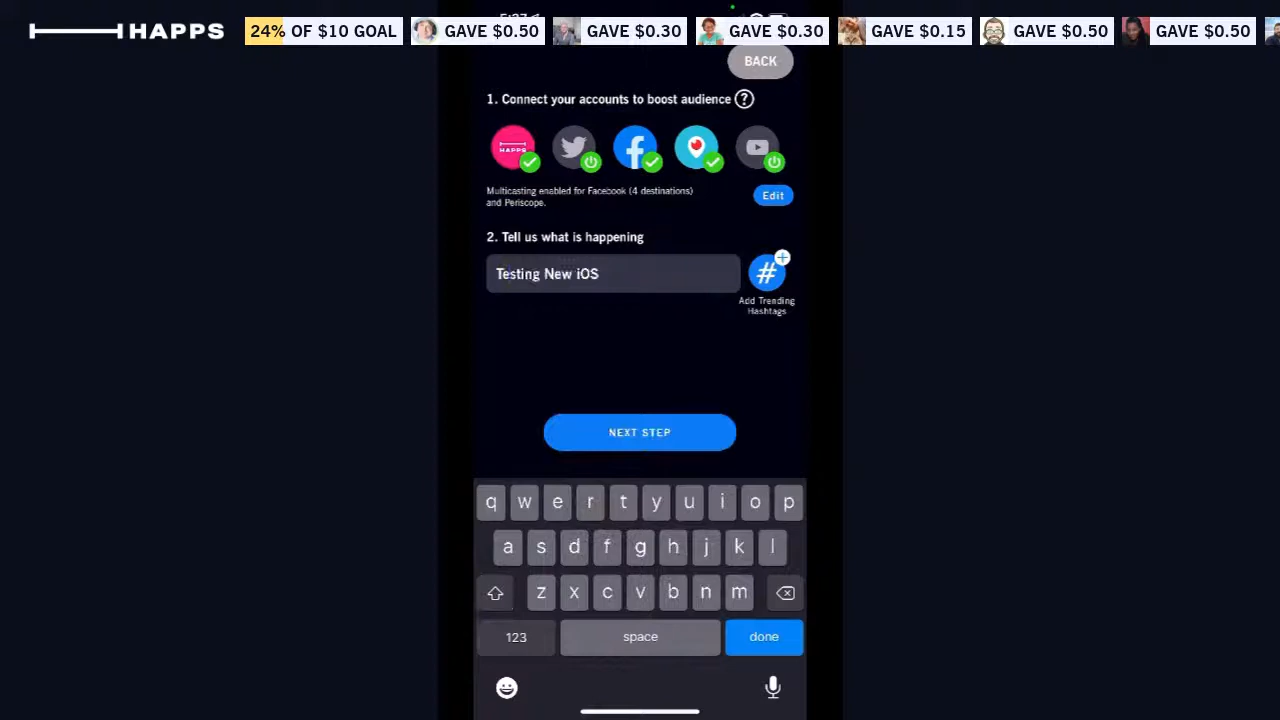 HAPPS
24% OF $10 GOAL
GAVE $0.50
GAVE $0.30
GAVE $0.30
GAVE $0.15
GAVE $0.50
GAVE $0.50
BACK
1. Connect your accounts to boost audience ?
HAPPS
Multicasting enabled for Facebook (4 destinations)
and Periscope.
Edit
2. Tell us what is happening
Testing New iOS
#
Add Trending
Hashtags
NEXT STEP
q w e r t y u i o p
a s d f g h j k l
z x c v b n m
123 space done